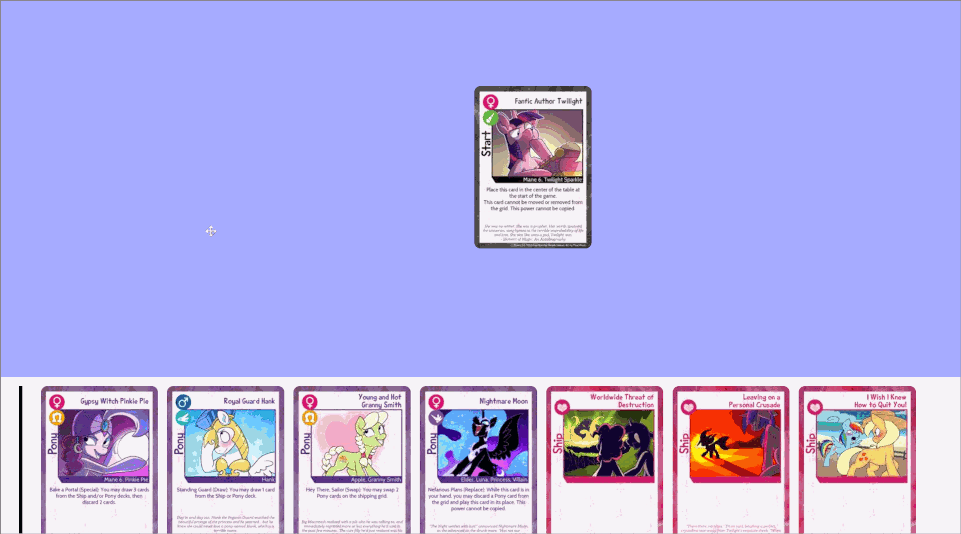 Fanfic Author Twilight
Start
Mane 6, Twilight Sparkle
Place this card in the center of the table at
the start of the game.
This card cannot be moved or removed from
the grid. This power cannot be copied.
Gypsy Witch Pinkie Pie
Pony
Mane 6, Pinkie Pie
Bake a Portal (Special): You may draw 3 cards
from the Ship and/or Pony decks, then
discard 2 cards.
Royal Guard Hank
Pony
Hank
Standing Guard (Draw): You may draw 1 card
from the Ship or Pony deck.
Young and Hot
Granny Smith
Pony
Apple, Granny Smith
Hey There, Sailor (Swap): You may swap 2
Pony cards on the shipping grid.
Nightmare Moon
Pony
Elder, Luna, Princess, Villain
Nefarious Plans (Replace): While this card is in
your hand, you may discard a Pony card from
the grid and play this card in its place. This
power cannot be copied.
Worldwide Threat of
Destruction
Ship
Leaving on a
Personal Crusade
Ship
I Wish I Knew
How to Quit You!
Ship